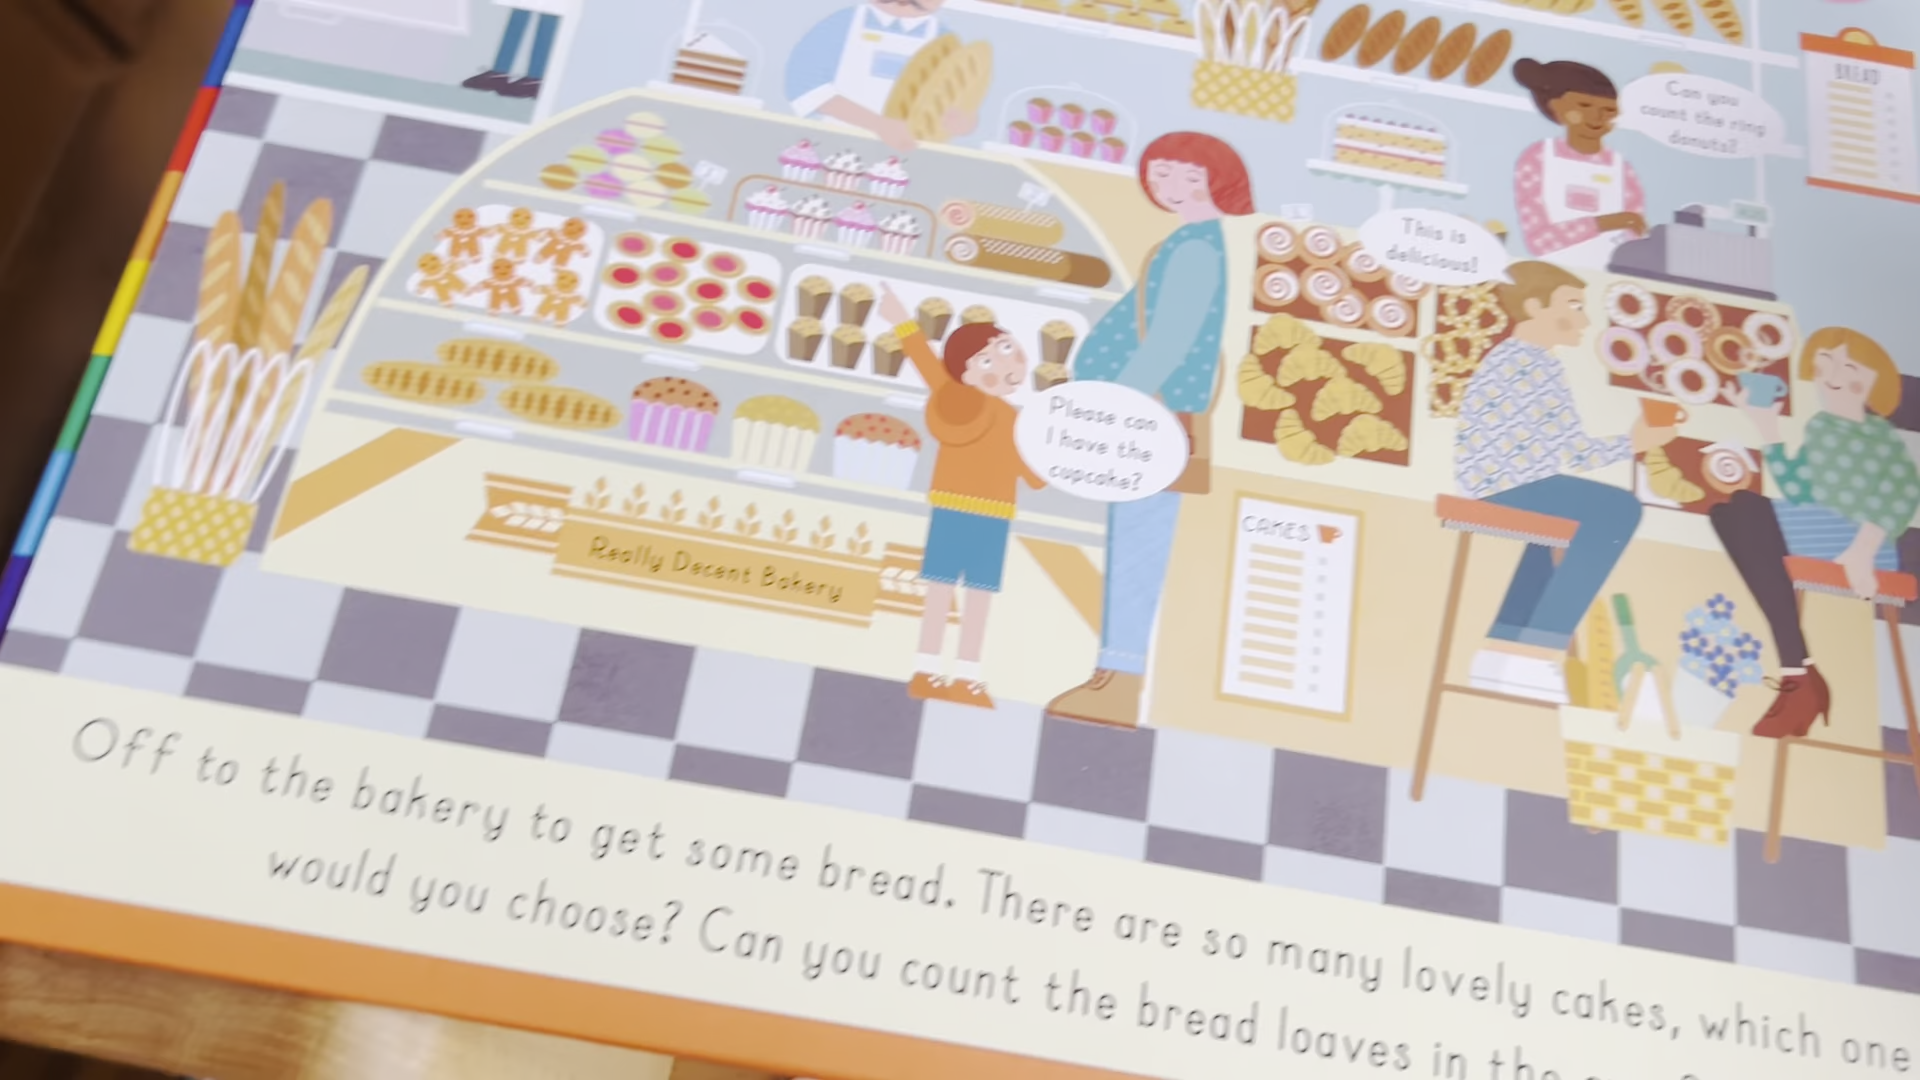 BREAD
Can you
count the ring
donuts?
This is
delicious!
Please can
I have the
cupcake?
CAKES
Really Decent Bakery
Off to the bakery to get some bread. There are so many lovely cakes, which one
would you choose? Can you count the bread loaves in the